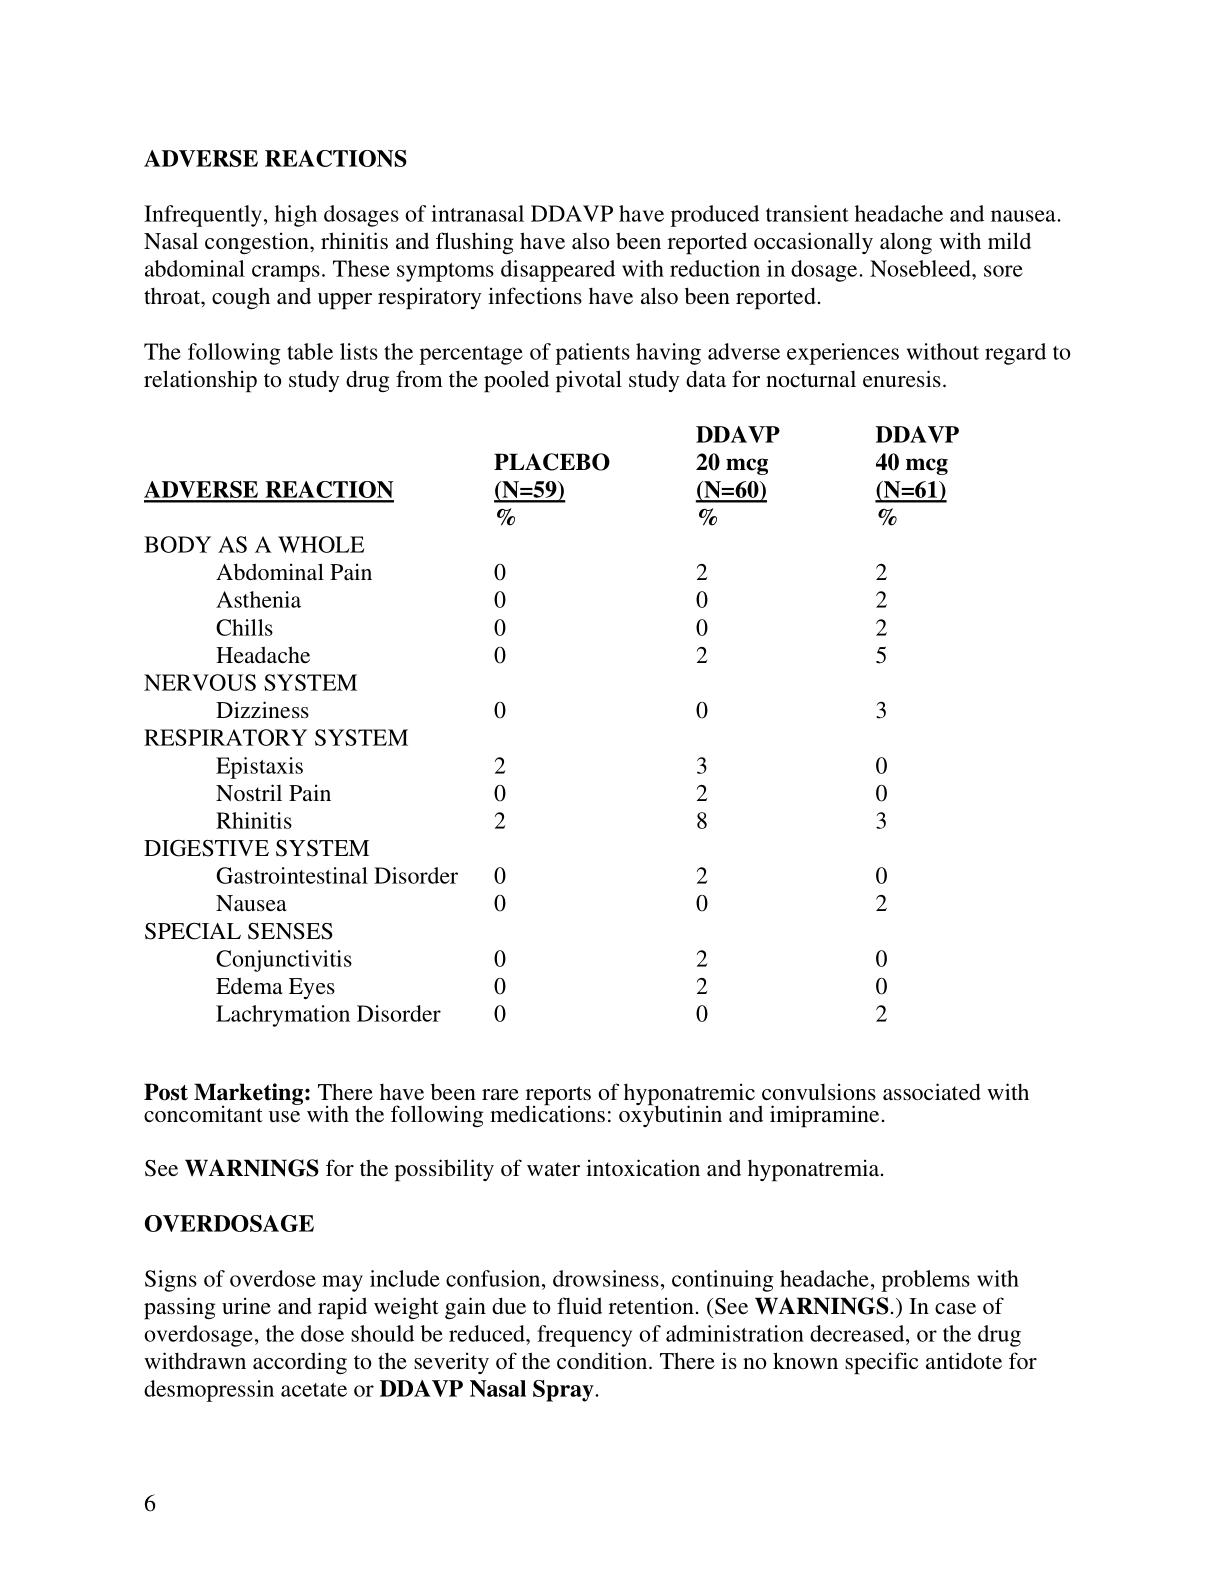 ADVERSE REACTIONS
Infrequently, high dosages of intranasal DDAVP have produced transient headache and nausea.
Nasal congestion, rhinitis and flushing have also been reported occasionally along with mild
abdominal cramps. These symptoms disappeared with reduction in dosage. Nosebleed, sore
throat, cough and upper respiratory infections have also been reported.
The following table lists the percentage of patients having adverse experiences without regard to
relationship to study drug from the pooled pivotal study data for nocturnal enuresis.
DDAVP DDAVP
PLACEBO 20 mcg 40 mcg
ADVERSE REACTION (N=59) (N=60) (N=61)
% % %
BODY AS A WHOLE
Abdominal Pain 0 2 2
Asthenia 0 0 2
Chills 0 0 2
Headache 0 2 5
NERVOUS SYSTEM
Dizziness 0 0 3
RESPIRATORY SYSTEM
Epistaxis 2 3 0
Nostril Pain 0 2 0
Rhinitis 2 8 3
DIGESTIVE SYSTEM
Gastrointestinal Disorder 0 2 0
Nausea 0 0 2
SPECIAL SENSES
Conjunctivitis 0 2 0
Edema Eyes 0 2 0
Lachrymation Disorder 0 0 2
Post Marketing: There have been rare reports of hyponatremic convulsions associated with
concomitant use with the following medications: oxybutinin and imipramine.
See WARNINGS for the possibility of water intoxication and hyponatremia.
OVERDOSAGE
Signs of overdose may include confusion, drowsiness, continuing headache, problems with
passing urine and rapid weight gain due to fluid retention. (See WARNINGS.) In case of
overdosage, the dose should be reduced, frequency of administration decreased, or the drug
withdrawn according to the severity of the condition. There is no known specific antidote for
desmopressin acetate or DDAVP Nasal Spray.
6